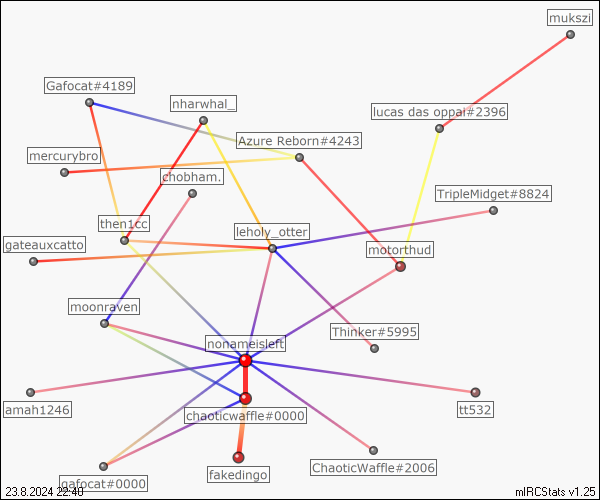 mukszi
Gafocat#4189
nharwhal_
lucas das oppai#2396
Azure Reborn#4243
mercurybro
chobham.
TripleMidget#8824
then1cc
leholy_otter
gateauxcatto
motorthud
moonraven
Thinker#5995
nonameisleft
amah1246
chaoticwaffle#0000
tt532
fakedingo
ChaoticWaffle#2006
gafocat#0000
23.8.2024 22:40
mIRCStats v1.25